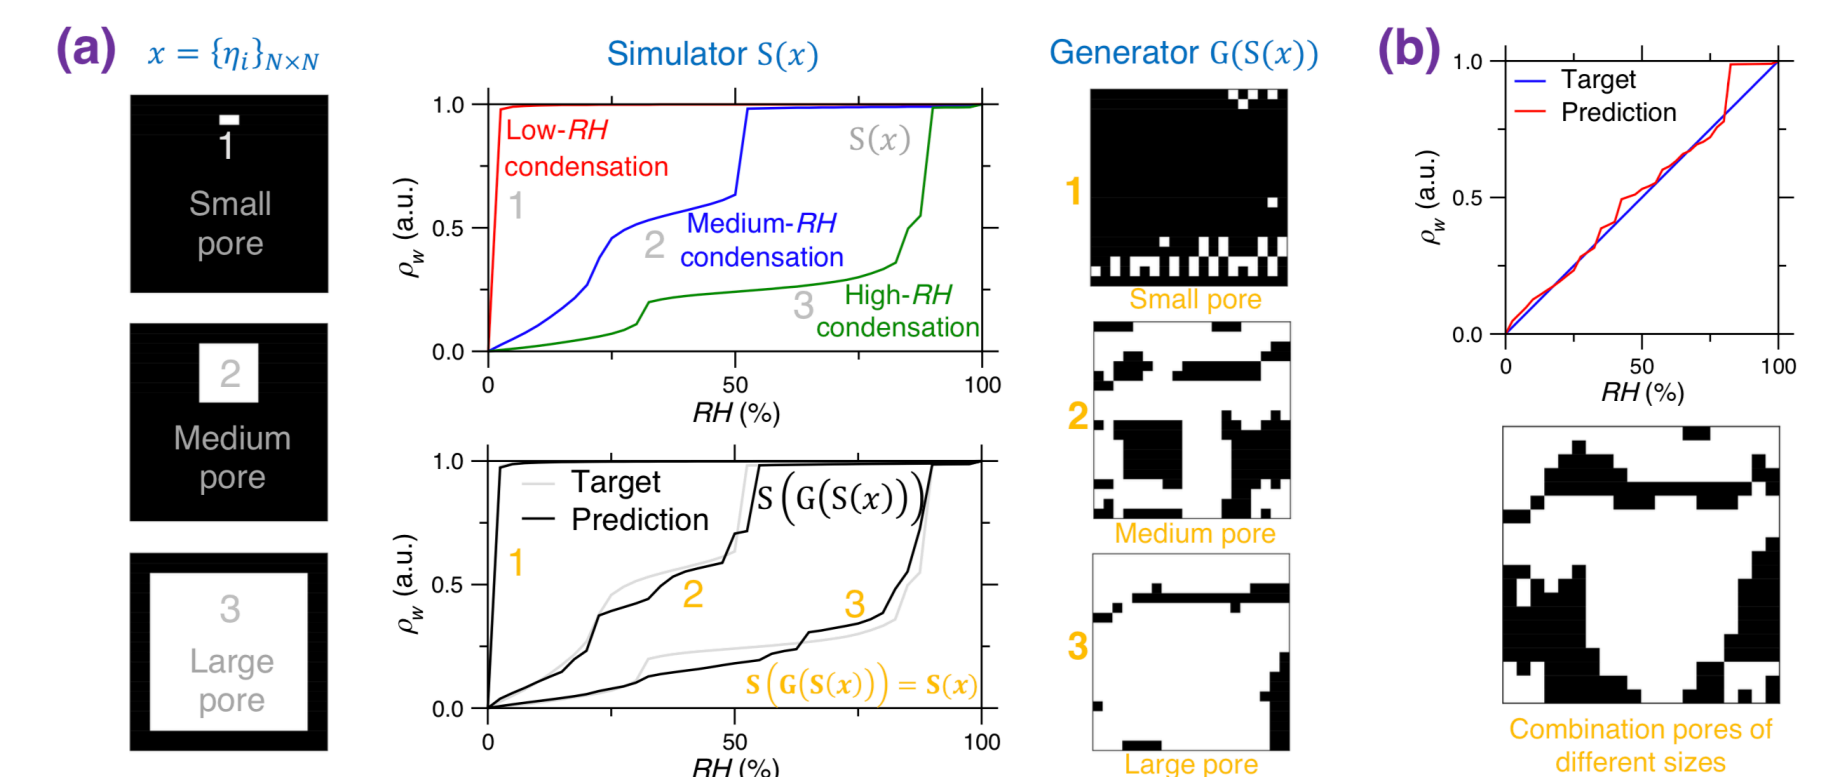 (a)
x = {η_i}_{N×N}
1
Small
pore
2
Medium
pore
3
Large
pore
Simulator S(x)
1.0
0.5
0.0
ρ_w (a.u.)
Low-RH
condensation
1
S(x)
Medium-RH
condensation
2
High-RH
condensation
3
0
50
100
RH (%)
1.0
0.5
0.0
ρ_w (a.u.)
Target
Prediction
S(G(S(x)))
1
2
3
S(G(S(x))) = S(x)
0
50
100
RH (%)
Generator G(S(x))
1
Small pore
2
Medium pore
3
Large pore
(b)
1.0
0.5
0.0
ρ_w (a.u.)
Target
Prediction
0
50
100
RH (%)
Combination pores of
different sizes